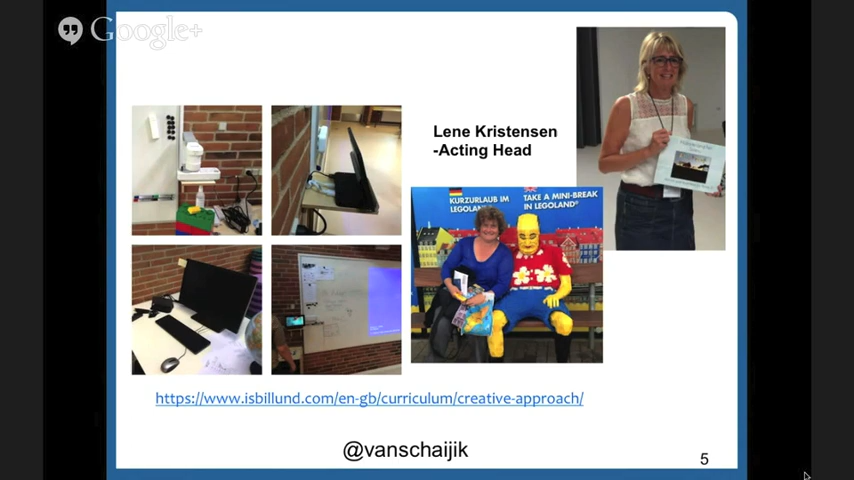 Google+
Lene Kristensen
-Acting Head
KURZURLAUB IM
LEGOLAND
TAKE A MINI-BREAK
IN LEGOLAND®
https://www.isbillund.com/en-gb/curriculum/creative-approach/
@vanschaijik
5